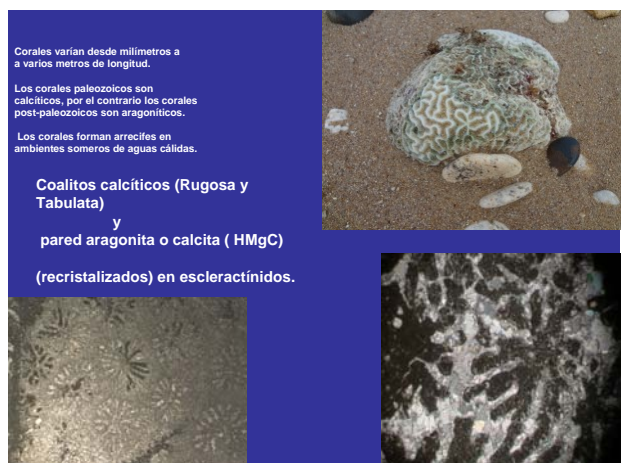 Corales varían desde milímetros a
a varios metros de longitud.
Los corales paleozoicos son
calcíticos, por el contrario los corales
post-paleozoicos son aragoníticos.
Los corales forman arrecifes en
ambientes someros de aguas cálidas.
Coalitos calcíticos (Rugosa y
Tabulata)
y
pared aragonita o calcita ( HMgC)
(recristalizados) en escleractínidos.